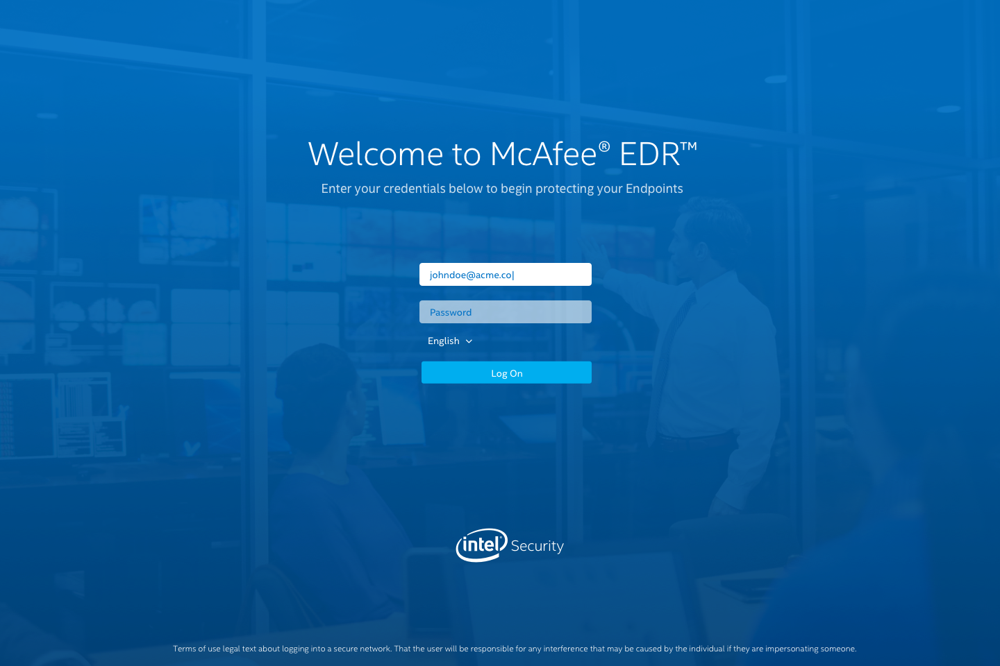 Welcome to McAfee® EDR™
Enter your credentials below to begin protecting your Endpoints
johndoe@acme.co|
Password
English
Log On
intel Security
Terms of use legal text about logging into a secure network. That the user will be responsible for any interference that may be caused by the individual if they are impersonating someone.